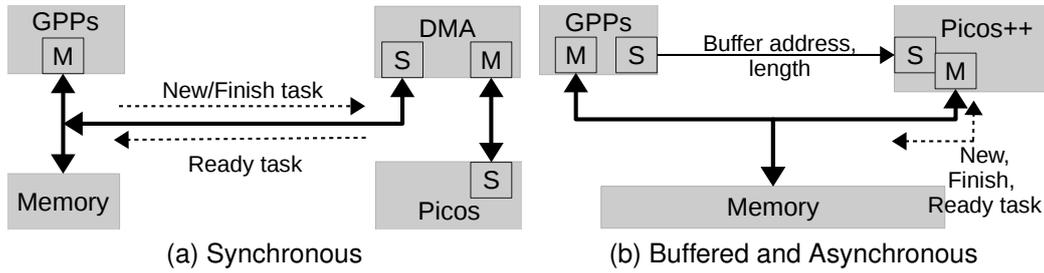 GPPs
M
New/Finish task
Ready task
Memory
DMA
S
M
S
Picos
(a) Synchronous
GPPs
M
S
Buffer address,
length
Picos++
S
M
New,
Finish,
Ready task
Memory
(b) Buffered and Asynchronous